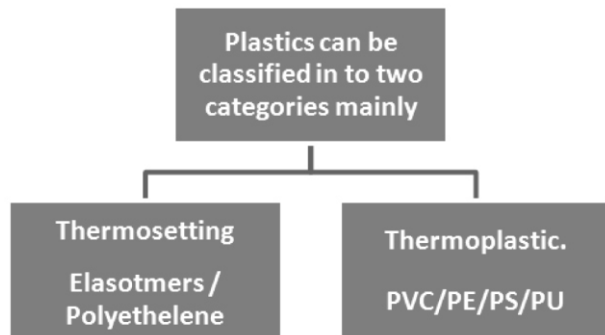 Plastics can be
classified in to two
categories mainly
Thermosetting
Elasotmers /
Polyethelene
Thermoplastic.
PVC/PE/PS/PU